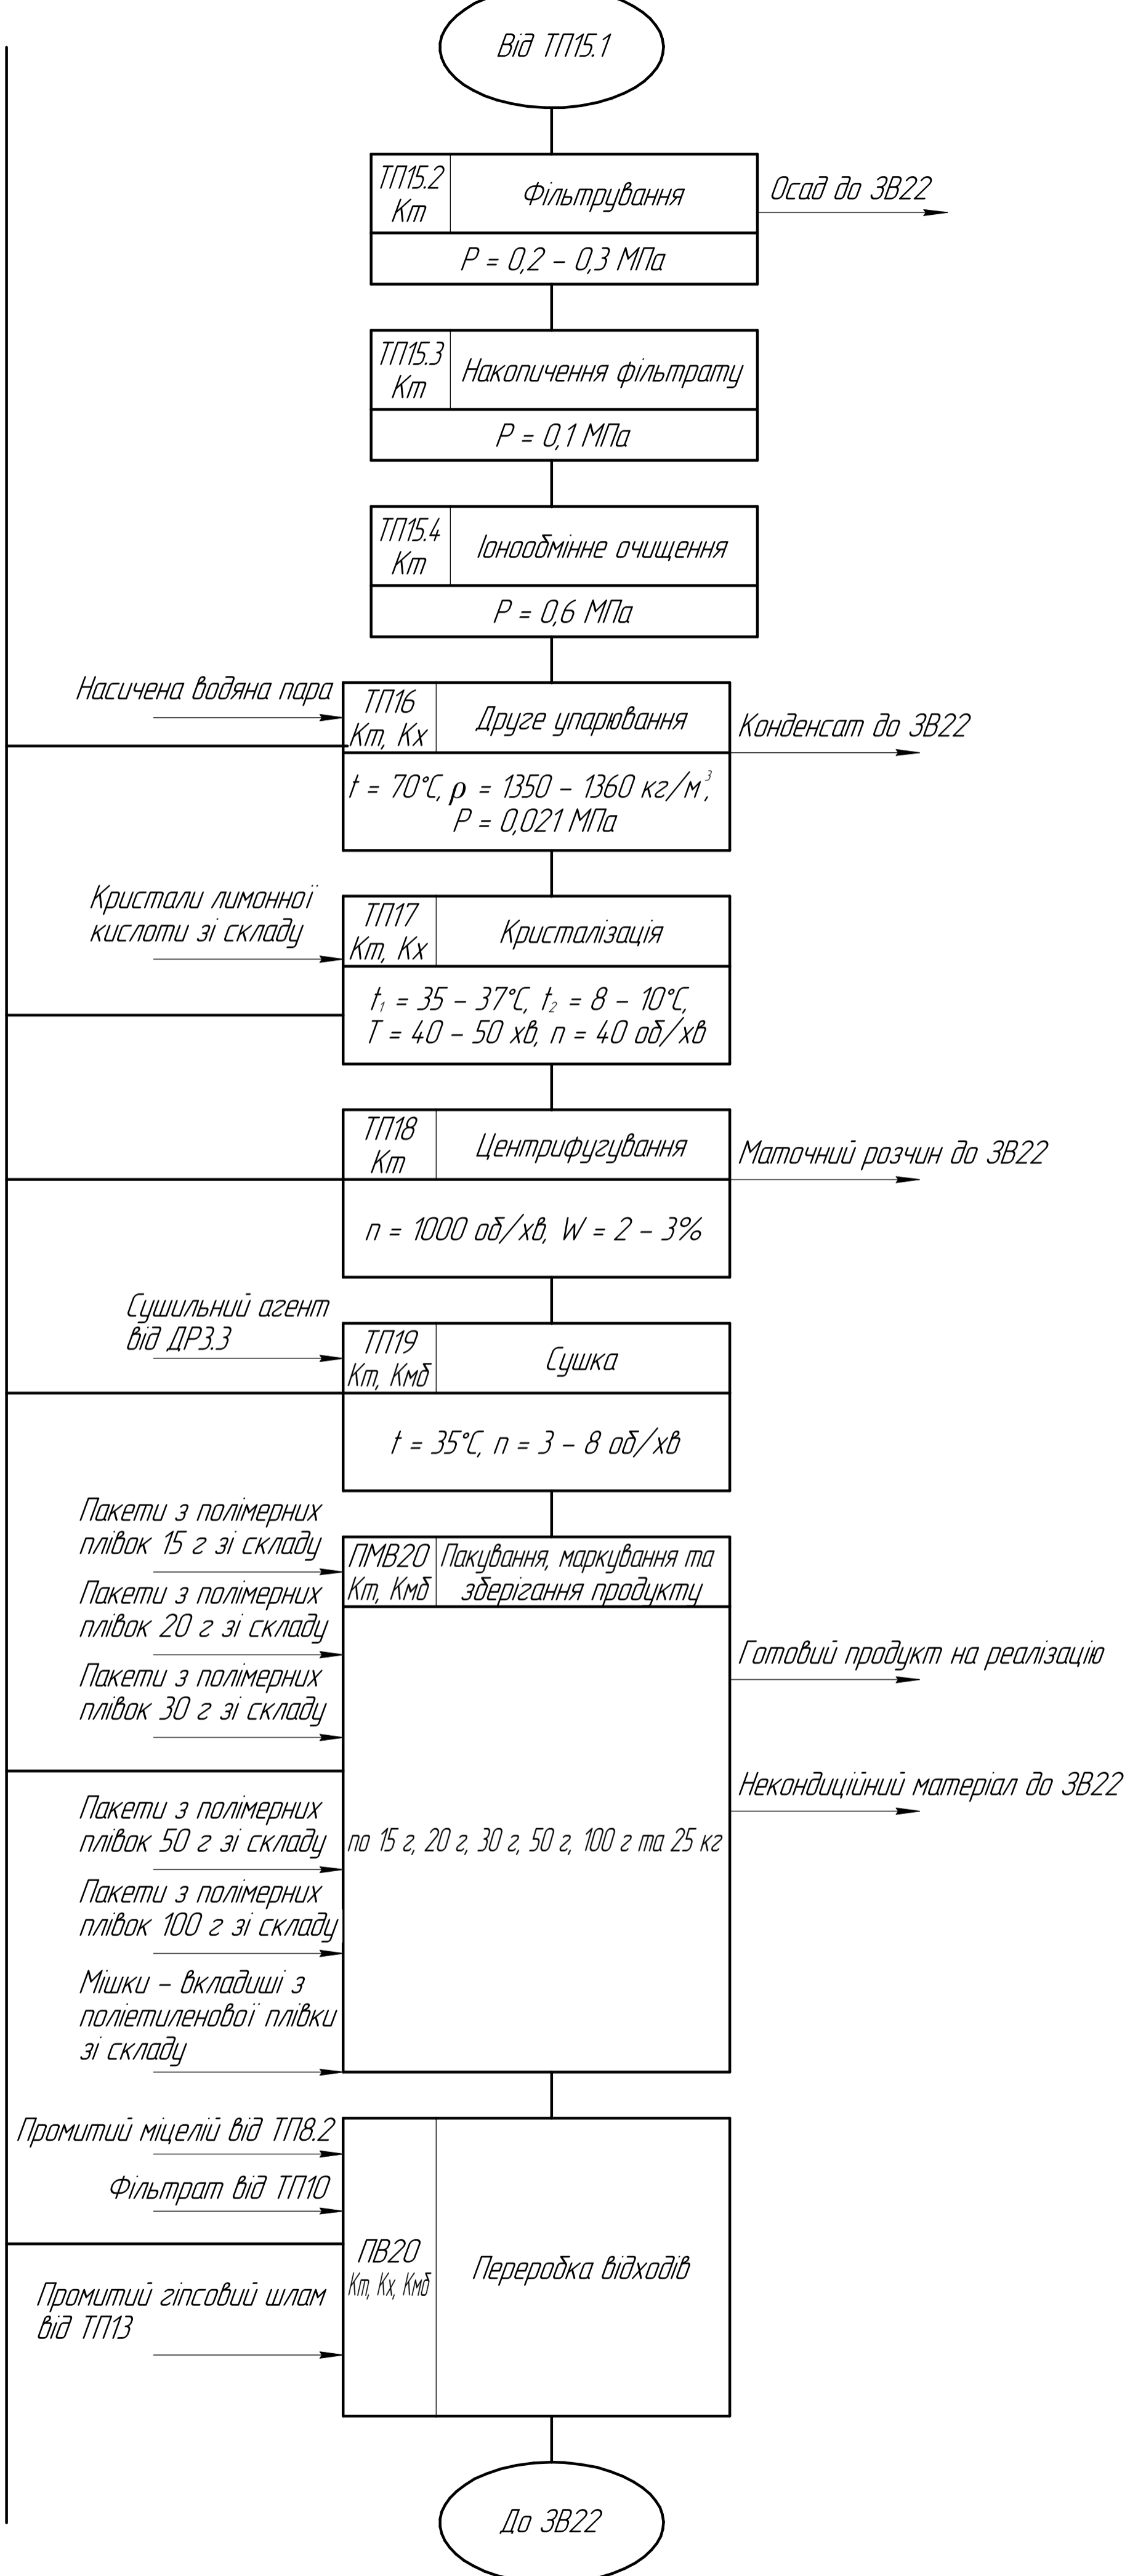 Від ТП15.1
ТП15.2
Кт
Фільтрування
Осад до ЗВ22
P = 0,2 – 0,3 МПа
ТП15.3
Кт
Накопичення фільтрату
P = 0,1 МПа
ТП15.4
Кт
Іонообмінне очищення
P = 0,6 МПа
Насичена водяна пара
ТП16
Кт, Кх
Друге упарювання
Конденсат до ЗВ22
t = 70°C, ρ = 1350 – 1360 кг/м³,
P = 0,021 МПа
Кристали лимонної
кислоти зі складу
ТП17
Кт, Кх
Кристалізація
t₁ = 35 – 37°C, t₂ = 8 – 10°C,
T = 40 – 50 хв, n = 40 об/хв
ТП18
Кт
Центрифугування
Маточний розчин до ЗВ22
n = 1000 об/хв, W = 2 – 3%
Сушильний агент
від ДР3.3
ТП19
Кт, Кмб
Сушка
t = 35°C, n = 3 – 8 об/хв
Пакети з полімерних
плівок 15 г зі складу
Пакети з полімерних
плівок 20 г зі складу
Пакети з полімерних
плівок 30 г зі складу
Пакети з полімерних
плівок 50 г зі складу
Пакети з полімерних
плівок 100 г зі складу
Мішки – вкладиші з
поліетиленової плівки
зі складу
ПМВ20
Кт, Кмб
Пакування, маркування та
зберігання продукту
по 15 г, 20 г, 30 г, 50 г, 100 г та 25 кг
Готовий продукт на реалізацію
Некондиційний матеріал до ЗВ22
Промитий міцелій від ТП8.2
Фільтрат від ТП10
Промитий гіпсовий шлам
від ТП13
ПВ20
Кт, Кх, Кмб
Переробка відходів
До ЗВ22